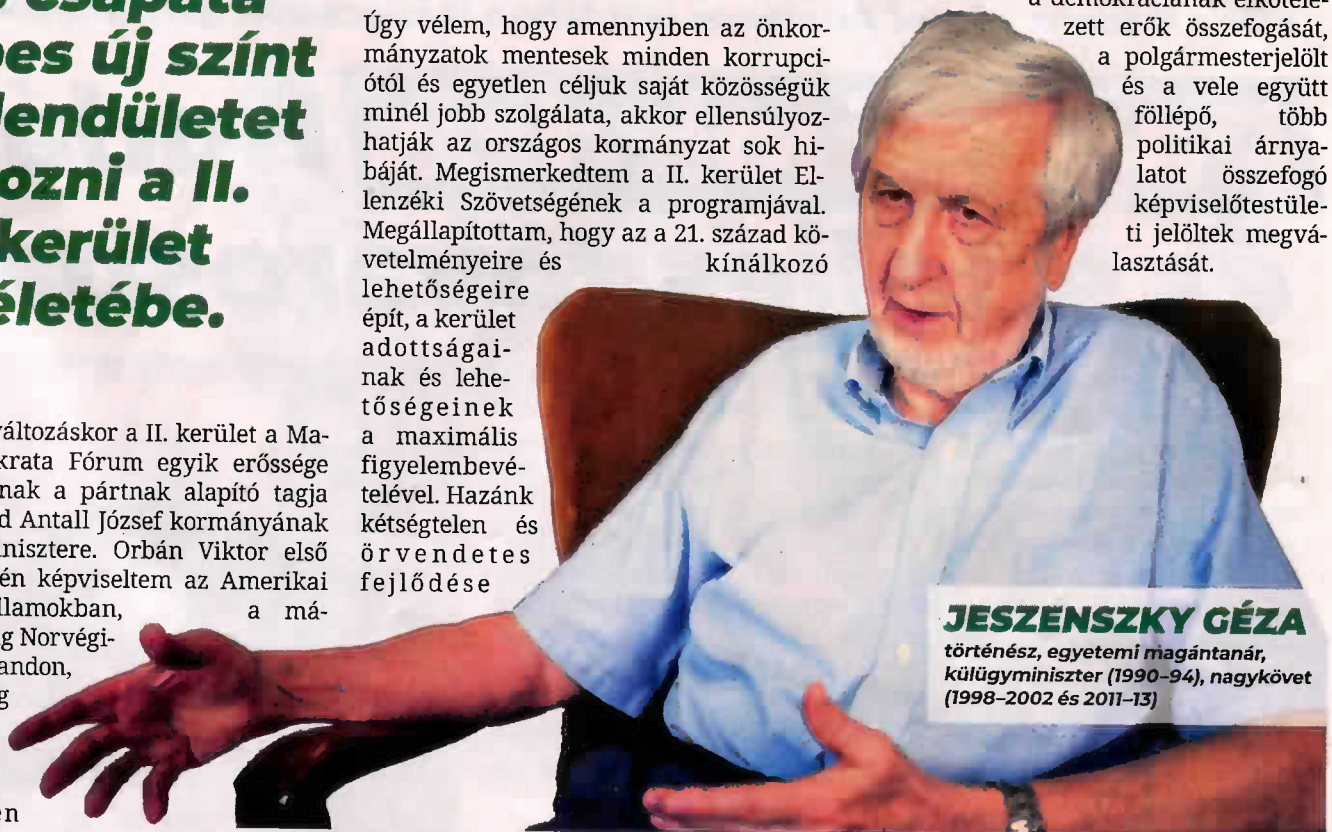 csapata
pes új színt
lendületet
ozni a II.
kerület
életébe.
változáskor a II. kerület a Ma-
krata Fórum egyik erőssége
nak a pártnak alapító tagja
d Antall József kormányának
nisztere. Orbán Viktor első
én képviseltem az Amerikai
llamokban, a má-
g Norvégi-
andon,
g
n
Úgy vélem, hogy amennyiben az önkor-
mányzatok mentesek minden korrupci-
ótól és egyetlen céljuk saját közösségük
minél jobb szolgálata, akkor ellensúlyoz-
hatják az országos kormányzat sok hi-
báját. Megismerkedtem a II. kerület El-
lenzéki Szövetségének a programjával.
Megállapítottam, hogy az a 21. század kö-
vetelményeire és kínálkozó
lehetőségeire
épít, a kerület
adottságai-
nak és lehe-
tőségeinek
a maximális
figyelembevé-
telével. Hazánk
kétségtelen és
örvendetes
fejlődése
a demokráciának elkötele-
zett erők összefogását,
a polgármesterjelölt
és a vele együtt
föllépő, több
politikai árnya-
latot összefogó
képviselőtestüle-
ti jelöltek megvá-
lasztását.
JESZENSZKY GÉZA
történész, egyetemi magántanár,
külügyminiszter (1990–94), nagykövet
(1998–2002 és 2011–13)